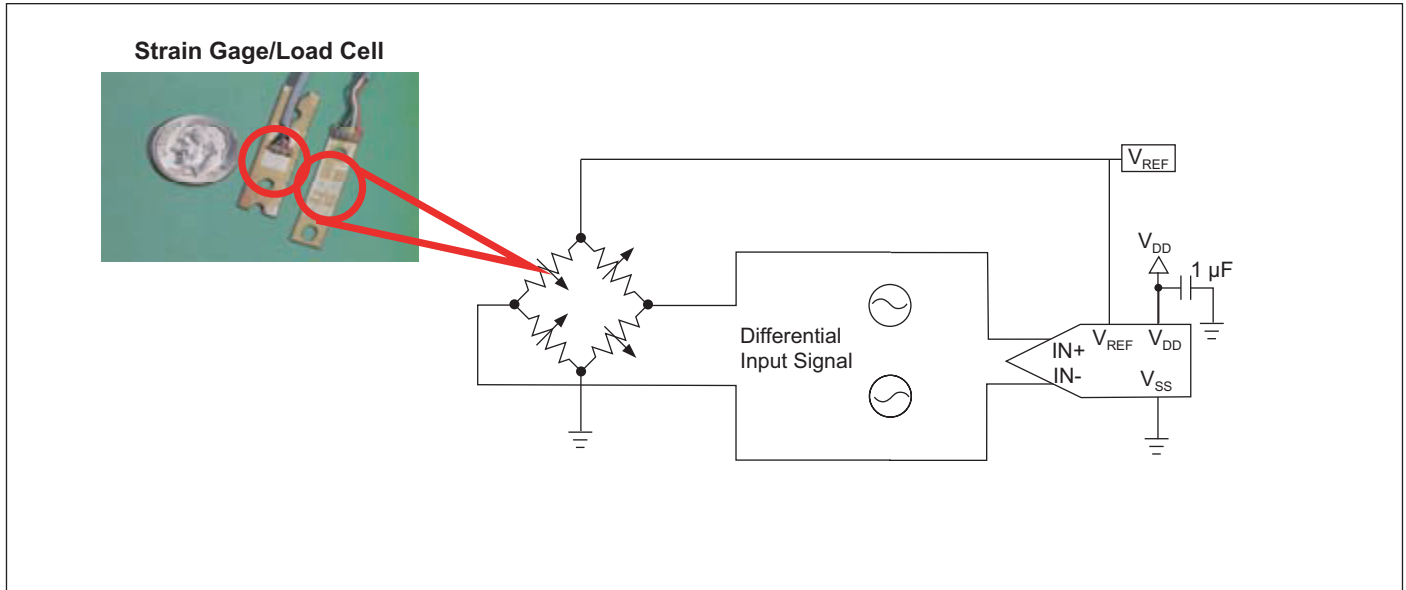 Strain Gage/Load Cell
VREF
VDD
1 µF
Differential
Input Signal
IN+
IN-
VREF
VDD
VSS